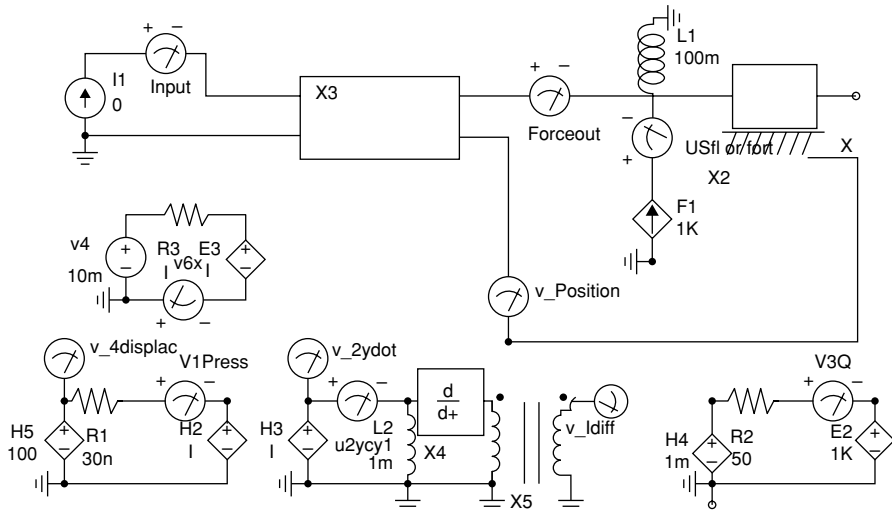 + −
I1
0
Input
X3
+ −
Forceout
L1
100m
−
+
USfl or fort
X
X2
F1
1K
v4
10m
+
−
R3
I
v6x
E3
I
+
−
+ −
v_Position
v_4displac
V1Press
+ −
H5
100
+
−
R1
30n
H2
I
+
−
v_2ydot
+ −
H3
I
+
−
L2
u2ycy1
1m
d
d+
X4
X5
v_Idiff
V3Q
+ −
H4
1m
+
−
R2
50
E2
1K
+
−